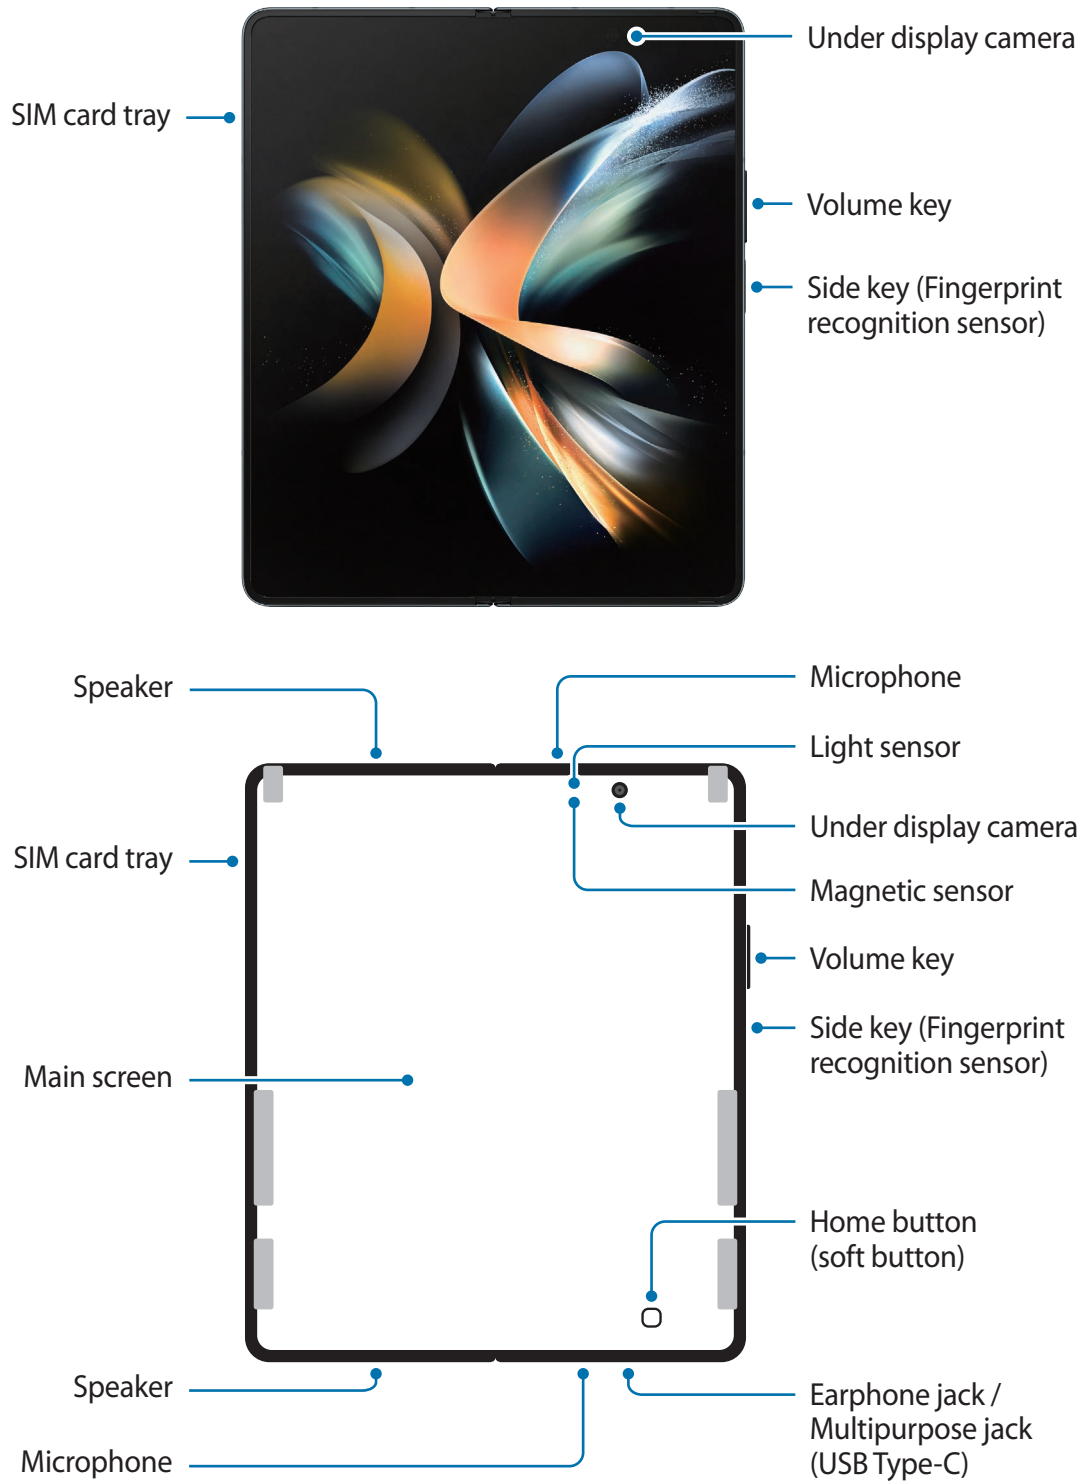 Under display camera
SIM card tray
Volume key
Side key (Fingerprint
recognition sensor)
Speaker
Microphone
Light sensor
Under display camera
SIM card tray
Magnetic sensor
Volume key
Side key (Fingerprint
recognition sensor)
Main screen
Home button
(soft button)
Speaker
Earphone jack /
Multipurpose jack
(USB Type-C)
Microphone